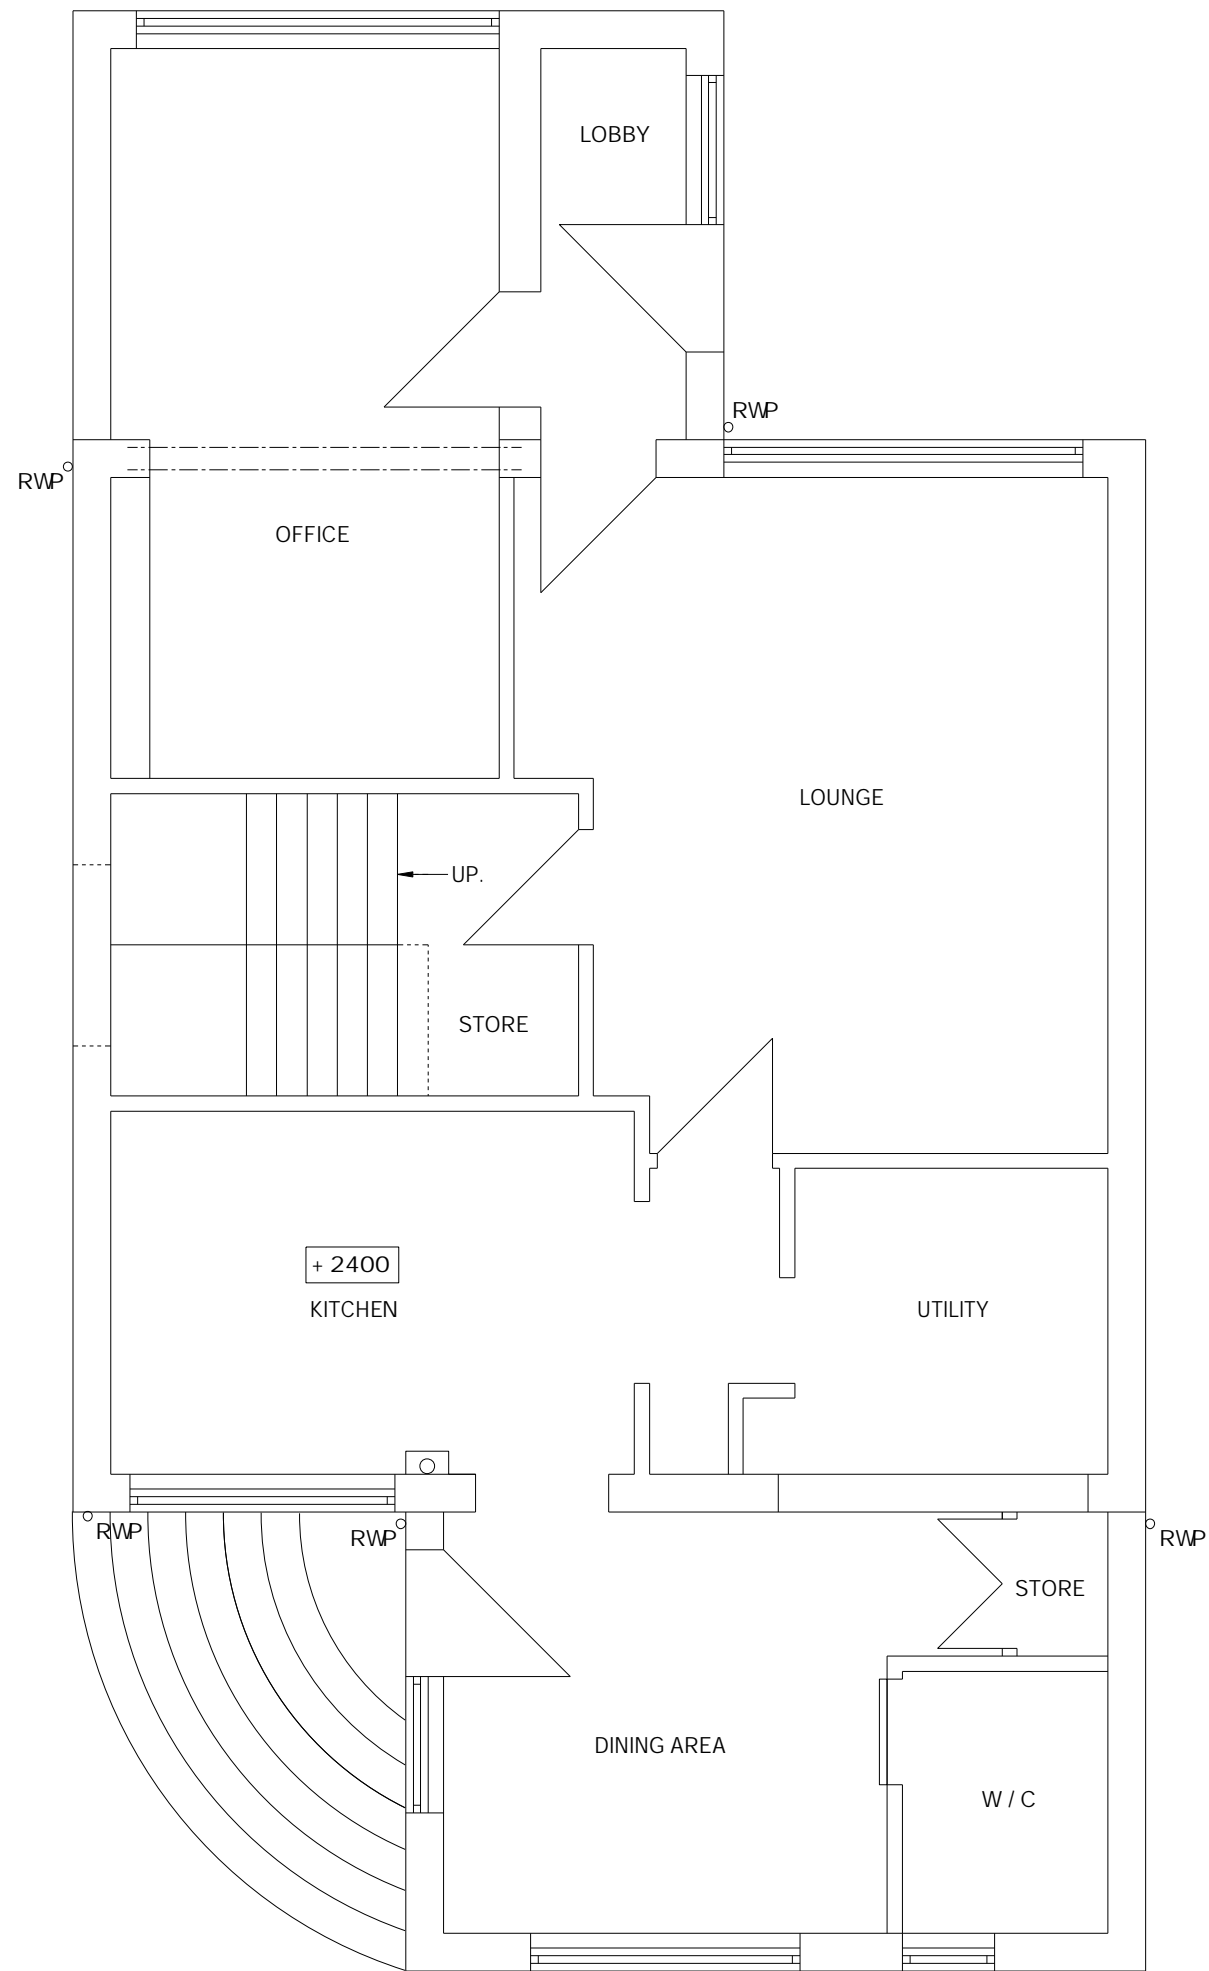 LOBBY
RWP
RWP
OFFICE
LOUNGE
UP.
STORE
+ 2400
KITCHEN
UTILITY
RWP
RWP
RWP
STORE
DINING AREA
W / C